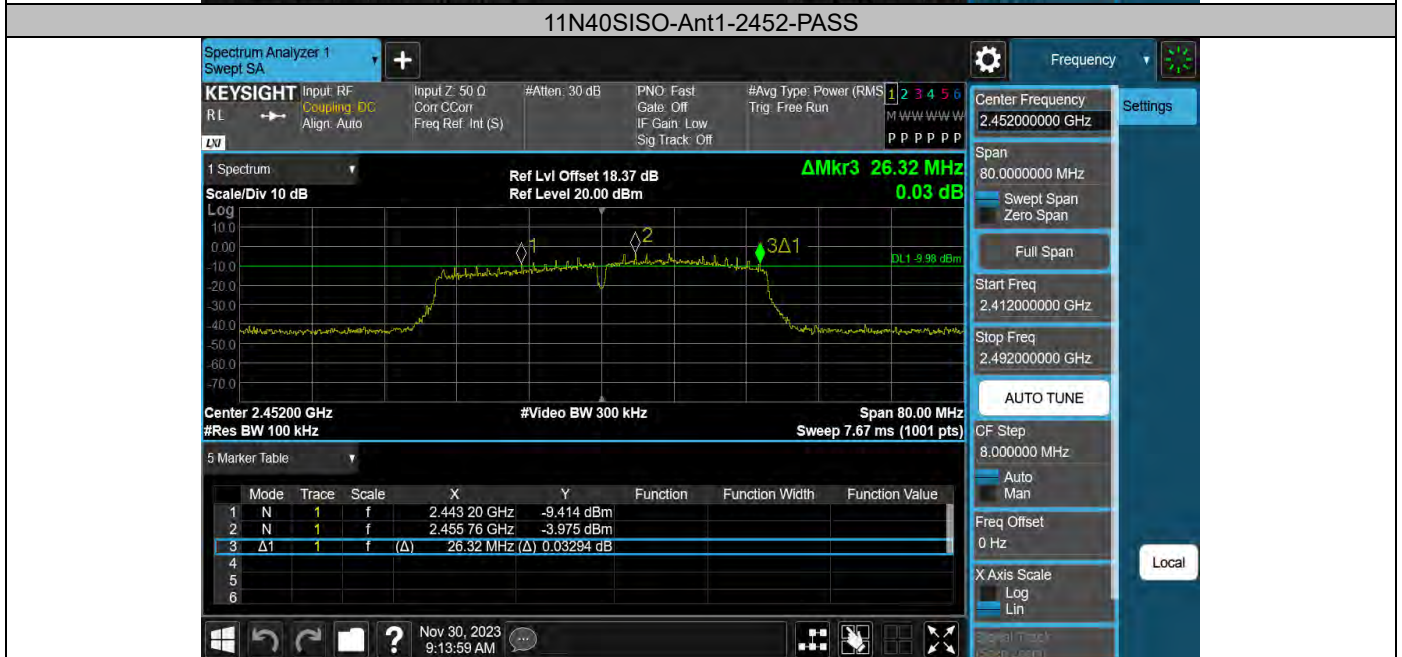 11N40SISO-Ant1-2452-PASS
Spectrum Analyzer 1
Swept SA
+
Frequency
KEYSIGHT
RL
LXI
Input: RF
Coupling: DC
Align: Auto
Input Z: 50 Ω
Corr CCorr
Freq Ref: Int (S)
#Atten: 30 dB
PNO: Fast
Gate: Off
IF Gain: Low
Sig Track: Off
#Avg Type: Power (RMS
Trig: Free Run
1 2 3 4 5 6
M W W W W W
P P P P P P
1 Spectrum
Scale/Div 10 dB
Ref Lvl Offset 18.37 dB
Ref Level 20.00 dBm
ΔMkr3 26.32 MHz
0.03 dB
Log
10.0
0.00
-10.0
-20.0
-30.0
-40.0
-50.0
-60.0
-70.0
1
2
3Δ1
DL1 -9.98 dBm
Center 2.45200 GHz
#Video BW 300 kHz
Span 80.00 MHz
#Res BW 100 kHz
Sweep 7.67 ms (1001 pts)
5 Marker Table
Mode Trace Scale X Y Function Function Width Function Value
1 N 1 f 2.443 20 GHz -9.414 dBm
2 N 1 f 2.455 76 GHz -3.975 dBm
3 Δ1 1 f (Δ) 26.32 MHz (Δ) 0.03294 dB
4
5
6
?
Nov 30, 2023
9:13:59 AM
Center Frequency
2.452000000 GHz
Span
80.0000000 MHz
Swept Span
Zero Span
Full Span
Start Freq
2.412000000 GHz
Stop Freq
2.492000000 GHz
AUTO TUNE
CF Step
8.000000 MHz
Auto
Man
Freq Offset
0 Hz
X Axis Scale
Log
Lin
Signal Track
Settings
Local